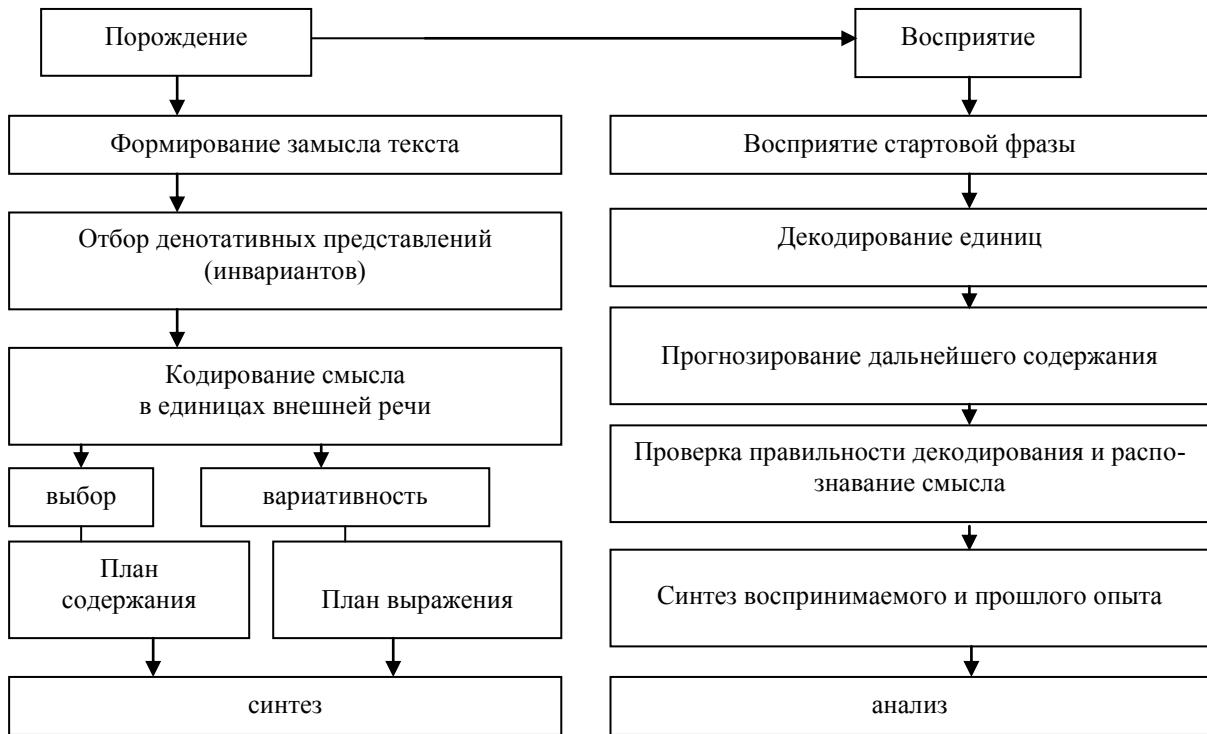 Порождение
Восприятие
Формирование замысла текста
Восприятие стартовой фразы
Отбор денотативных представлений
(инвариантов)
Декодирование единиц
Прогнозирование дальнейшего содержания
Кодирование смысла
в единицах внешней речи
Проверка правильности декодирования и распо-
знавание смысла
выбор
вариативность
План
содержания
План выражения
Синтез воспринимаемого и прошлого опыта
синтез
анализ